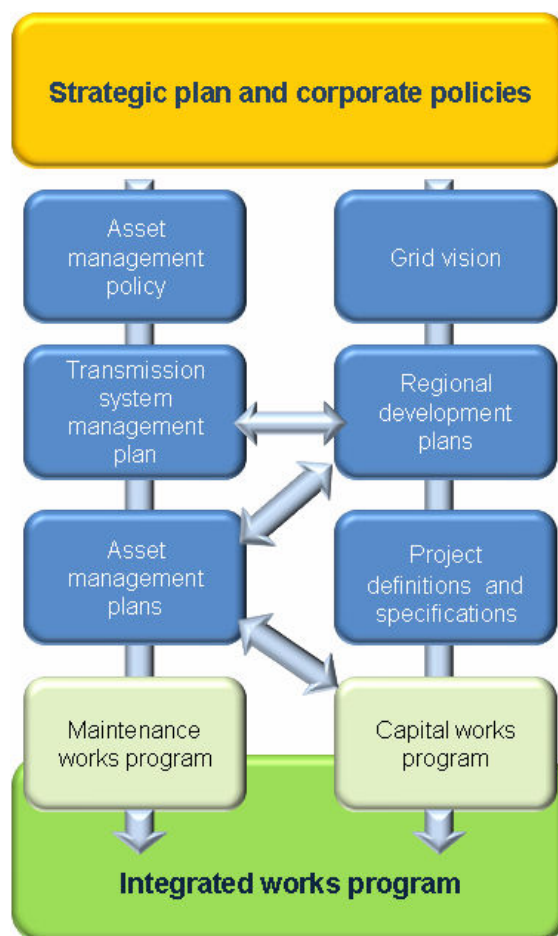 Strategic plan and corporate policies
Asset
management
policy
Grid vision
Transmission
system
management
plan
Regional
development
plans
Asset
management
plans
Project
definitions and
specifications
Maintenance
works program
Capital works
program
Integrated works program